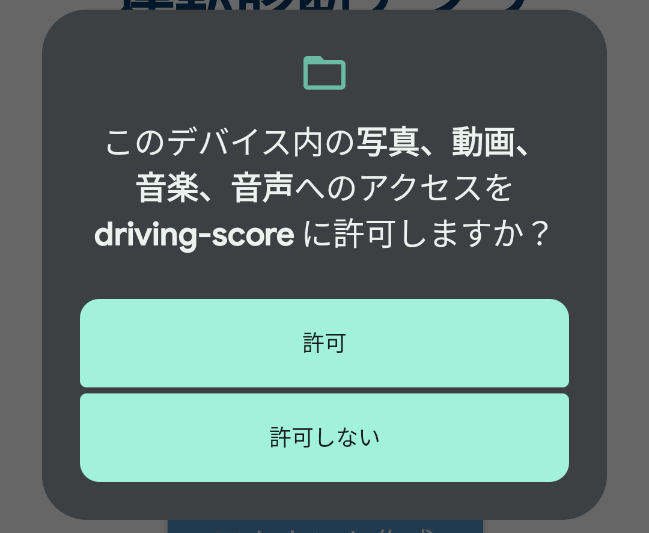 このデバイス内の写真、動画、
音楽、音声へのアクセスを
driving-score に許可しますか？
許可
許可しない